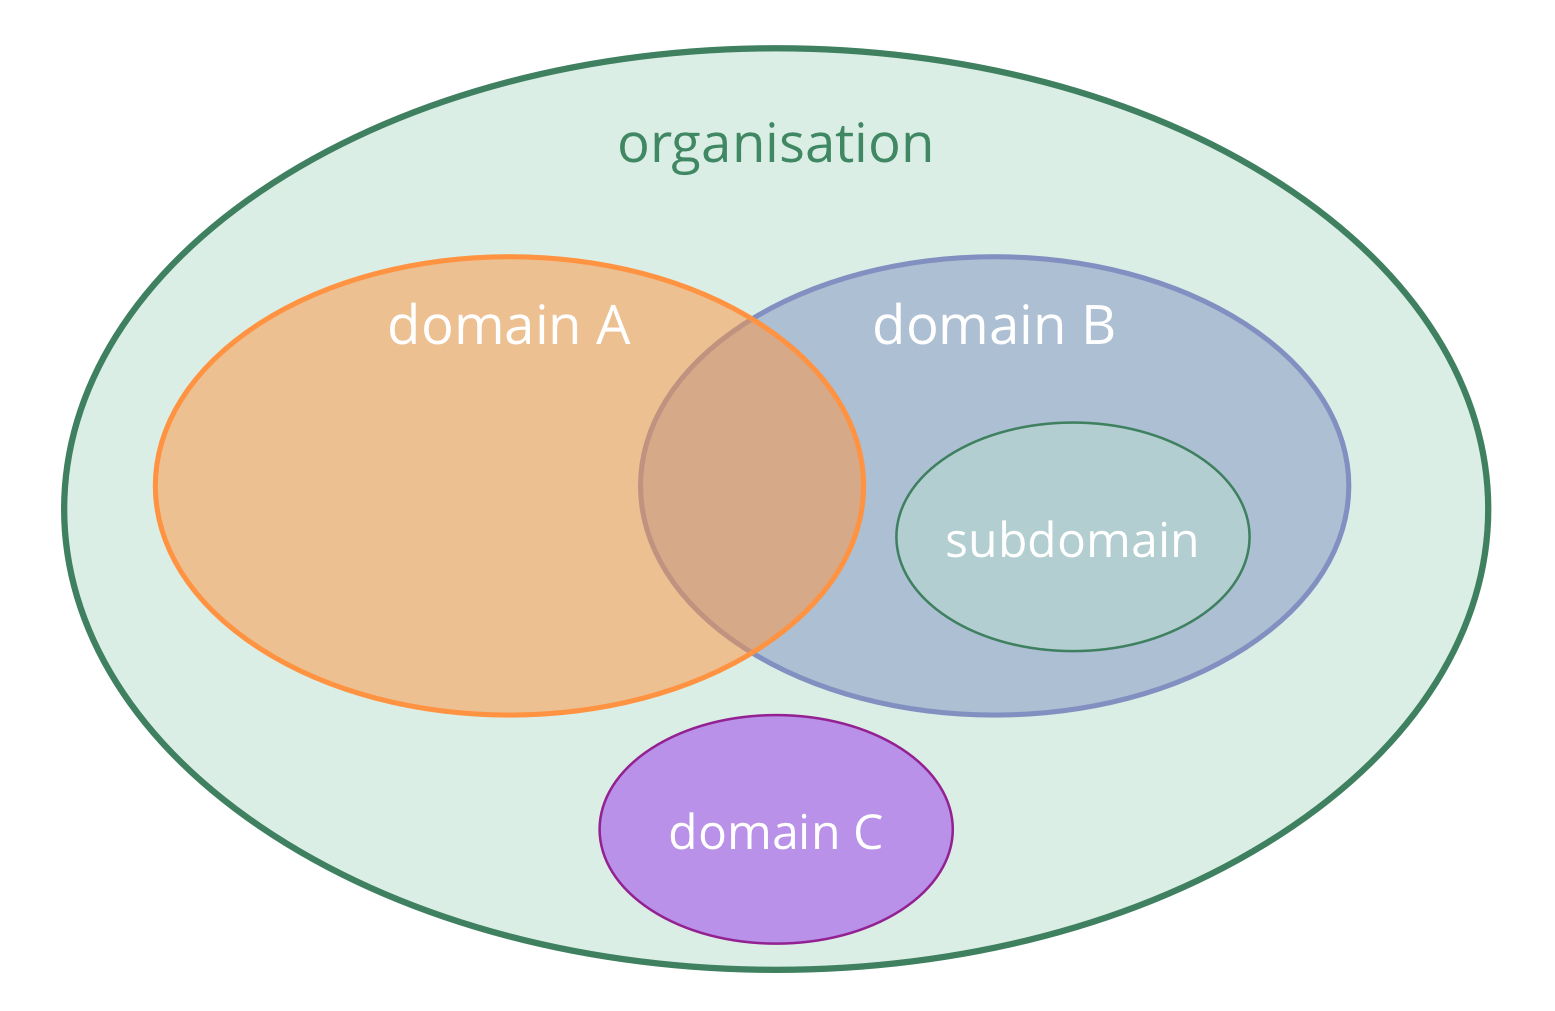 organisation
domain A
domain B
subdomain
domain C